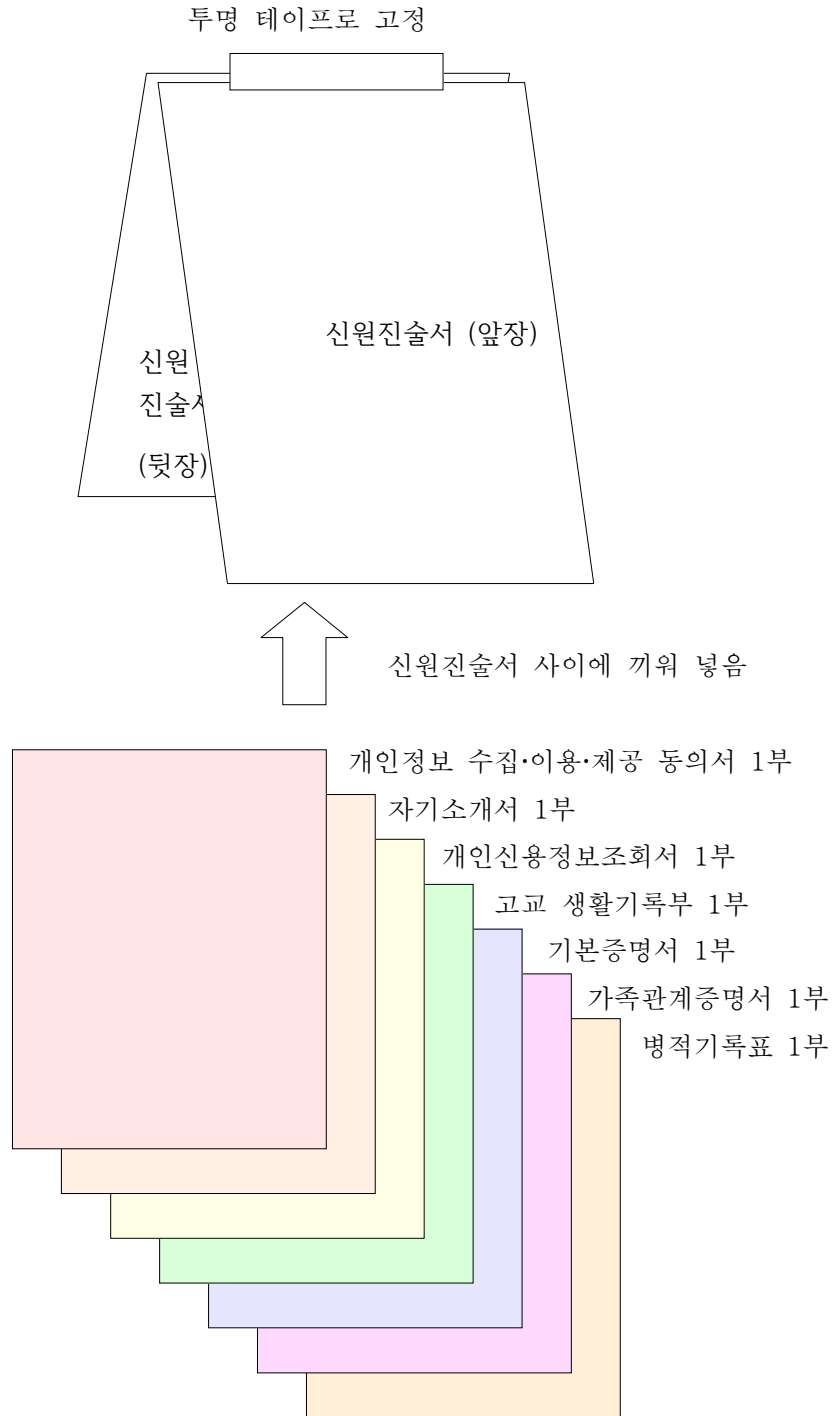 투명 테이프로 고정
신원진술서 (앞장)
신원
진술서
(뒷장)
신원진술서 사이에 끼워 넣음
개인정보 수집·이용·제공 동의서 1부
자기소개서 1부
개인신용정보조회서 1부
고교 생활기록부 1부
기본증명서 1부
가족관계증명서 1부
병적기록표 1부